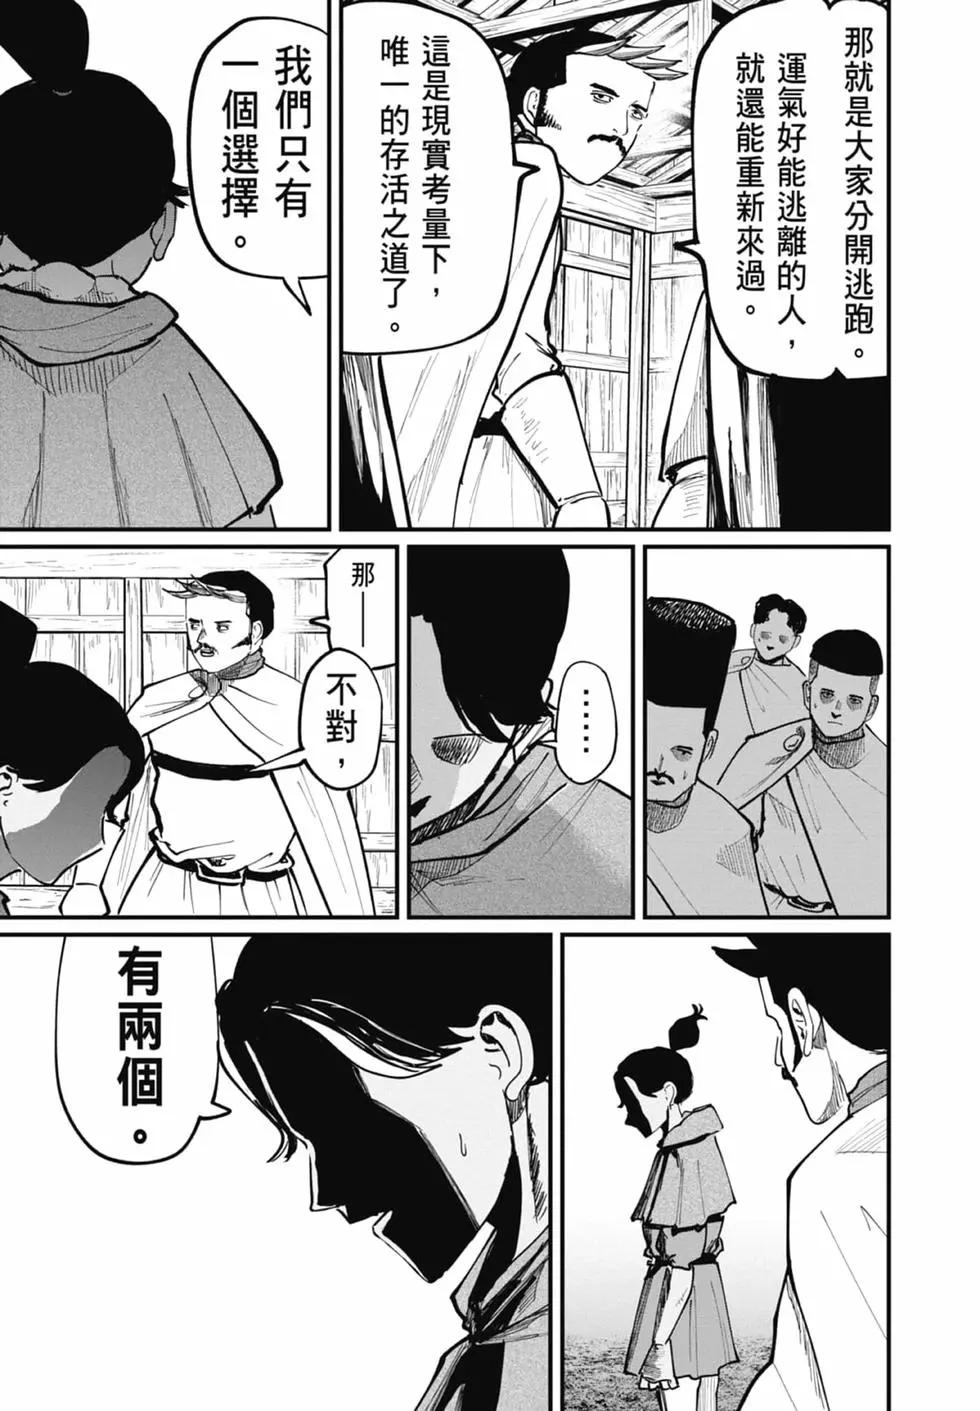 那就是大家分開逃跑。
運氣好能逃離的人，
就還能重新來過。
這是現實考量下，
唯一的存活之道了。
我們只有
一個選擇。
⋯⋯
那──
不對，
有兩個。